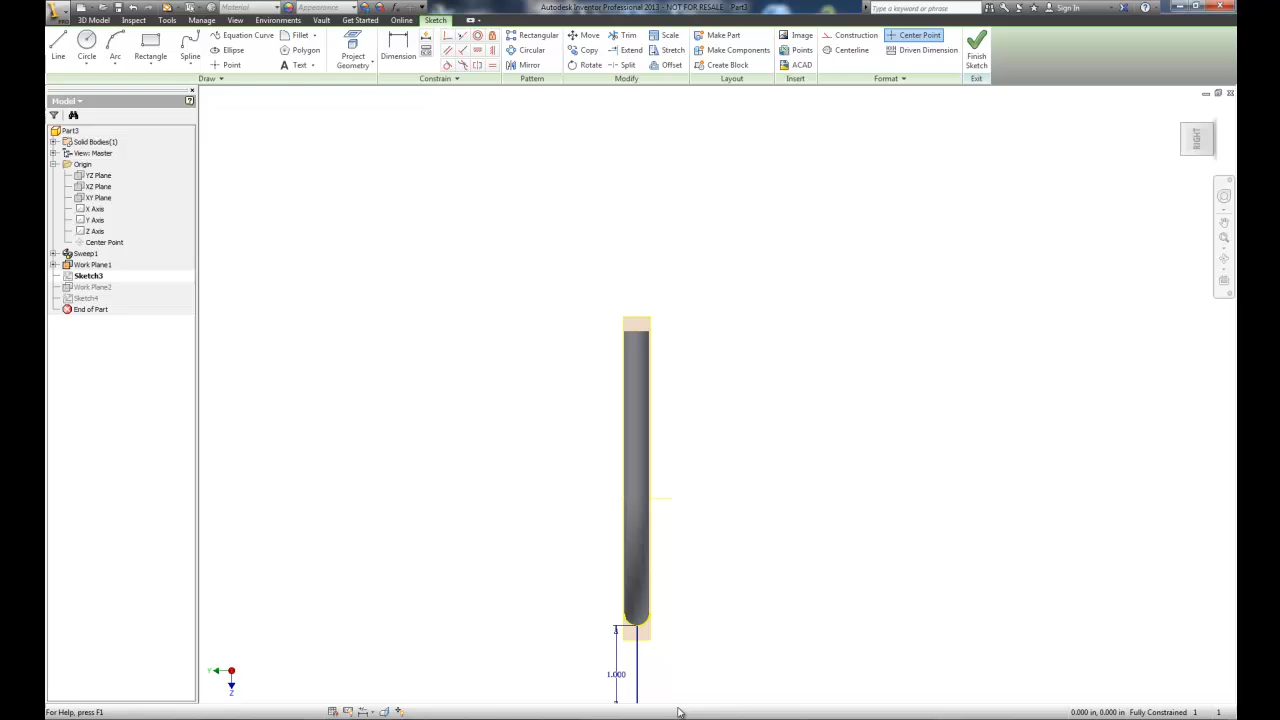 Autodesk Inventor Professional 2013 - NOT FOR RESALE - Part3
Type a keyword or phrase
Sign In
PRO
Material
Appearance
3D Model Inspect Tools Manage View Environments Vault Get Started Online Sketch
Line Circle Arc Rectangle Spline
Equation Curve Fillet
Ellipse Polygon
Point Text
Project Geometry
Dimension
Rectangular
Circular
Mirror
Move Trim Scale
Copy Extend Stretch
Rotate Split Offset
Make Part
Make Components
Create Block
Image
Points
ACAD
Construction Center Point
Centerline Driven Dimension
Finish Sketch
Draw Constrain Pattern Modify Layout Insert Format Exit
Model
Part3
Solid Bodies(1)
View: Master
Origin
YZ Plane
XZ Plane
XY Plane
X Axis
Y Axis
Z Axis
Center Point
Sweep1
Work Plane1
Sketch3
Work Plane2
Sketch4
End of Part
RIGHT
1.000
Y
Z
For Help, press F1
0.000 in, 0.000 in Fully Constrained 1 1